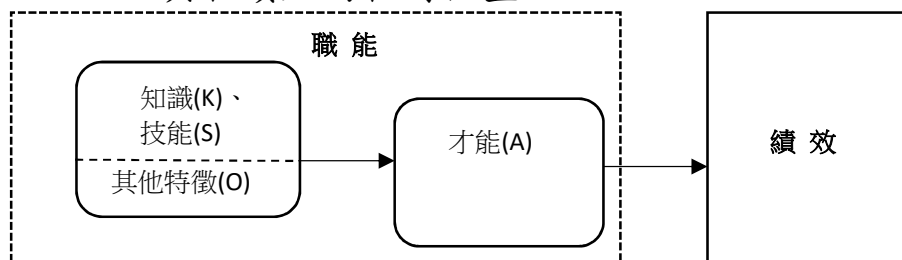 職 能
知識(K)、
技能(S)
其他特徵(O)
才能(A)
績 效